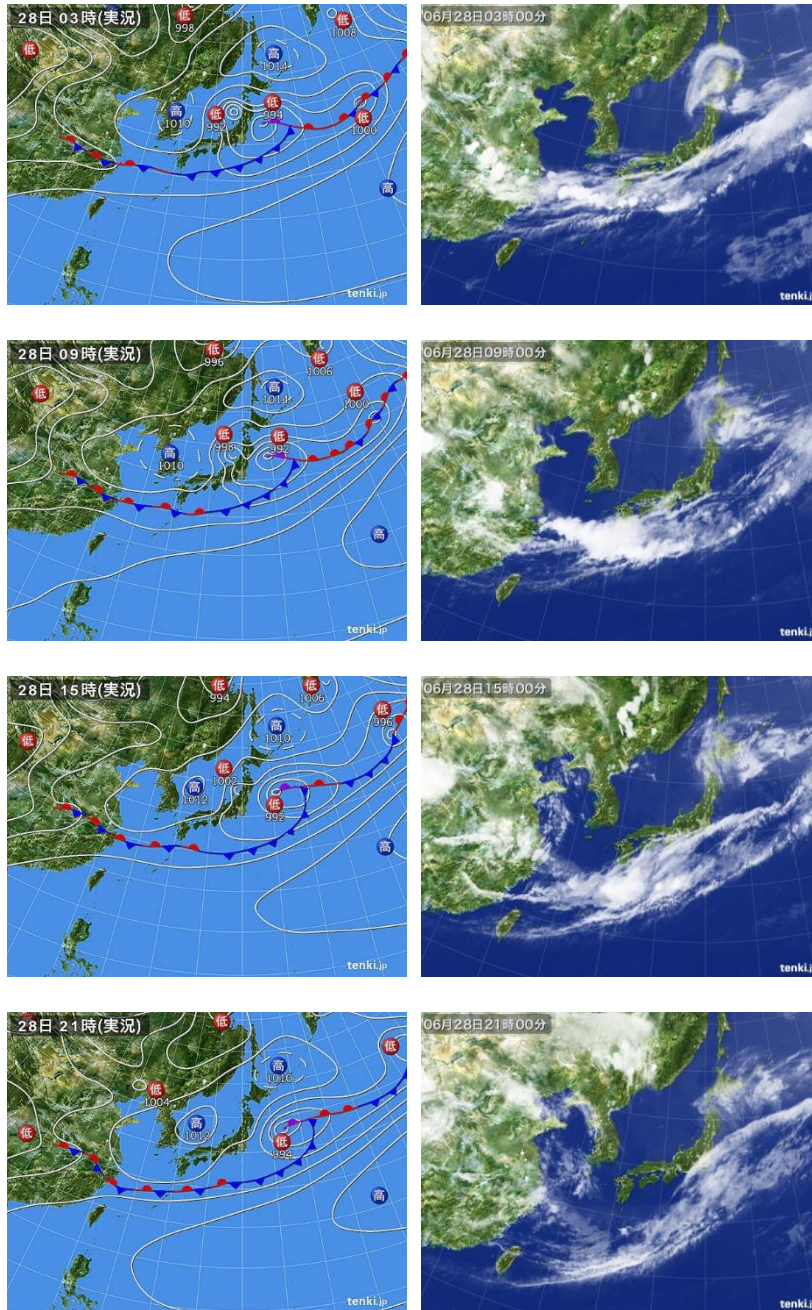 28日 03時(実況)
低
998
低
1008
低
高
1014
高
1010
低
992
低
994
低
1000
高
tenki.jp
06月28日03時00分
tenki.jp
28日 09時(実況)
低
996
低
1006
低
高
1014
低
1000
低
998
低
992
高
1010
高
tenki.jp
06月28日09時00分
tenki.jp
28日 15時(実況)
低
994
低
1006
低
996
高
1010
低
低
1002
高
1012
低
992
高
tenki.jp
06月28日15時00分
tenki.jp
28日 21時(実況)
低
低
高
1010
低
1004
高
1012
低
低
994
高
tenki.jp
06月28日21時00分
tenki.jp